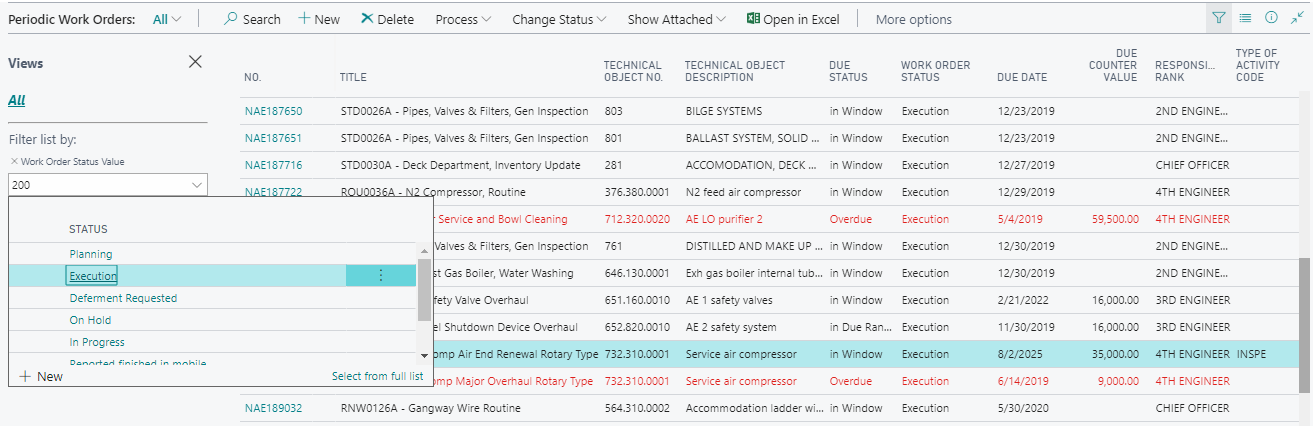 Periodic Work Orders: All Search + New Delete Process Change Status Show Attached Open in Excel More options
Views
All
Filter list by:
× Work Order Status Value
200
STATUS
Planning
Execution
Deferment Requested
On Hold
In Progress
Reported finished in mobile
+ New Select from full list
NO. TITLE TECHNICAL OBJECT NO. TECHNICAL OBJECT DESCRIPTION DUE STATUS WORK ORDER STATUS DUE DATE DUE COUNTER VALUE RESPONSI... RANK TYPE OF ACTIVITY CODE
NAE187650 STD0026A - Pipes, Valves & Filters, Gen Inspection 803 BILGE SYSTEMS in Window Execution 12/23/2019 2ND ENGINE...
NAE187651 STD0026A - Pipes, Valves & Filters, Gen Inspection 801 BALLAST SYSTEM, SOLID ... in Window Execution 12/23/2019 2ND ENGINE...
NAE187716 STD0030A - Deck Department, Inventory Update 281 ACCOMODATION, DECK ... in Window Execution 12/27/2019 CHIEF OFFICER
NAE187722 ROU0036A - N2 Compressor, Routine 376.380.0001 N2 feed air compressor in Window Execution 12/29/2019 4TH ENGINEER
r Service and Bowl Cleaning 712.320.0020 AE LO purifier 2 Overdue Execution 5/4/2019 59,500.00 4TH ENGINEER
alves & Filters, Gen Inspection 761 DISTILLED AND MAKE UP ... in Window Execution 12/30/2019 2ND ENGINE...
st Gas Boiler, Water Washing 646.130.0001 Exh gas boiler internal tub... in Window Execution 12/30/2019 2ND ENGINE...
fety Valve Overhaul 651.160.0010 AE 1 safety valves in Window Execution 2/21/2022 16,000.00 3RD ENGINEER
el Shutdown Device Overhaul 652.820.0010 AE 2 safety system in Due Ran... Execution 11/30/2019 16,000.00 3RD ENGINEER
omp Air End Renewal Rotary Type 732.310.0001 Service air compressor in Window Execution 8/2/2025 35,000.00 4TH ENGINEER INSPE
omp Major Overhaul Rotary Type 732.310.0001 Service air compressor Overdue Execution 6/14/2019 9,000.00 4TH ENGINEER
NAE189032 RNW0126A - Gangway Wire Routine 564.310.0002 Accommodation ladder wi... in Window Execution 5/30/2020 CHIEF OFFICER